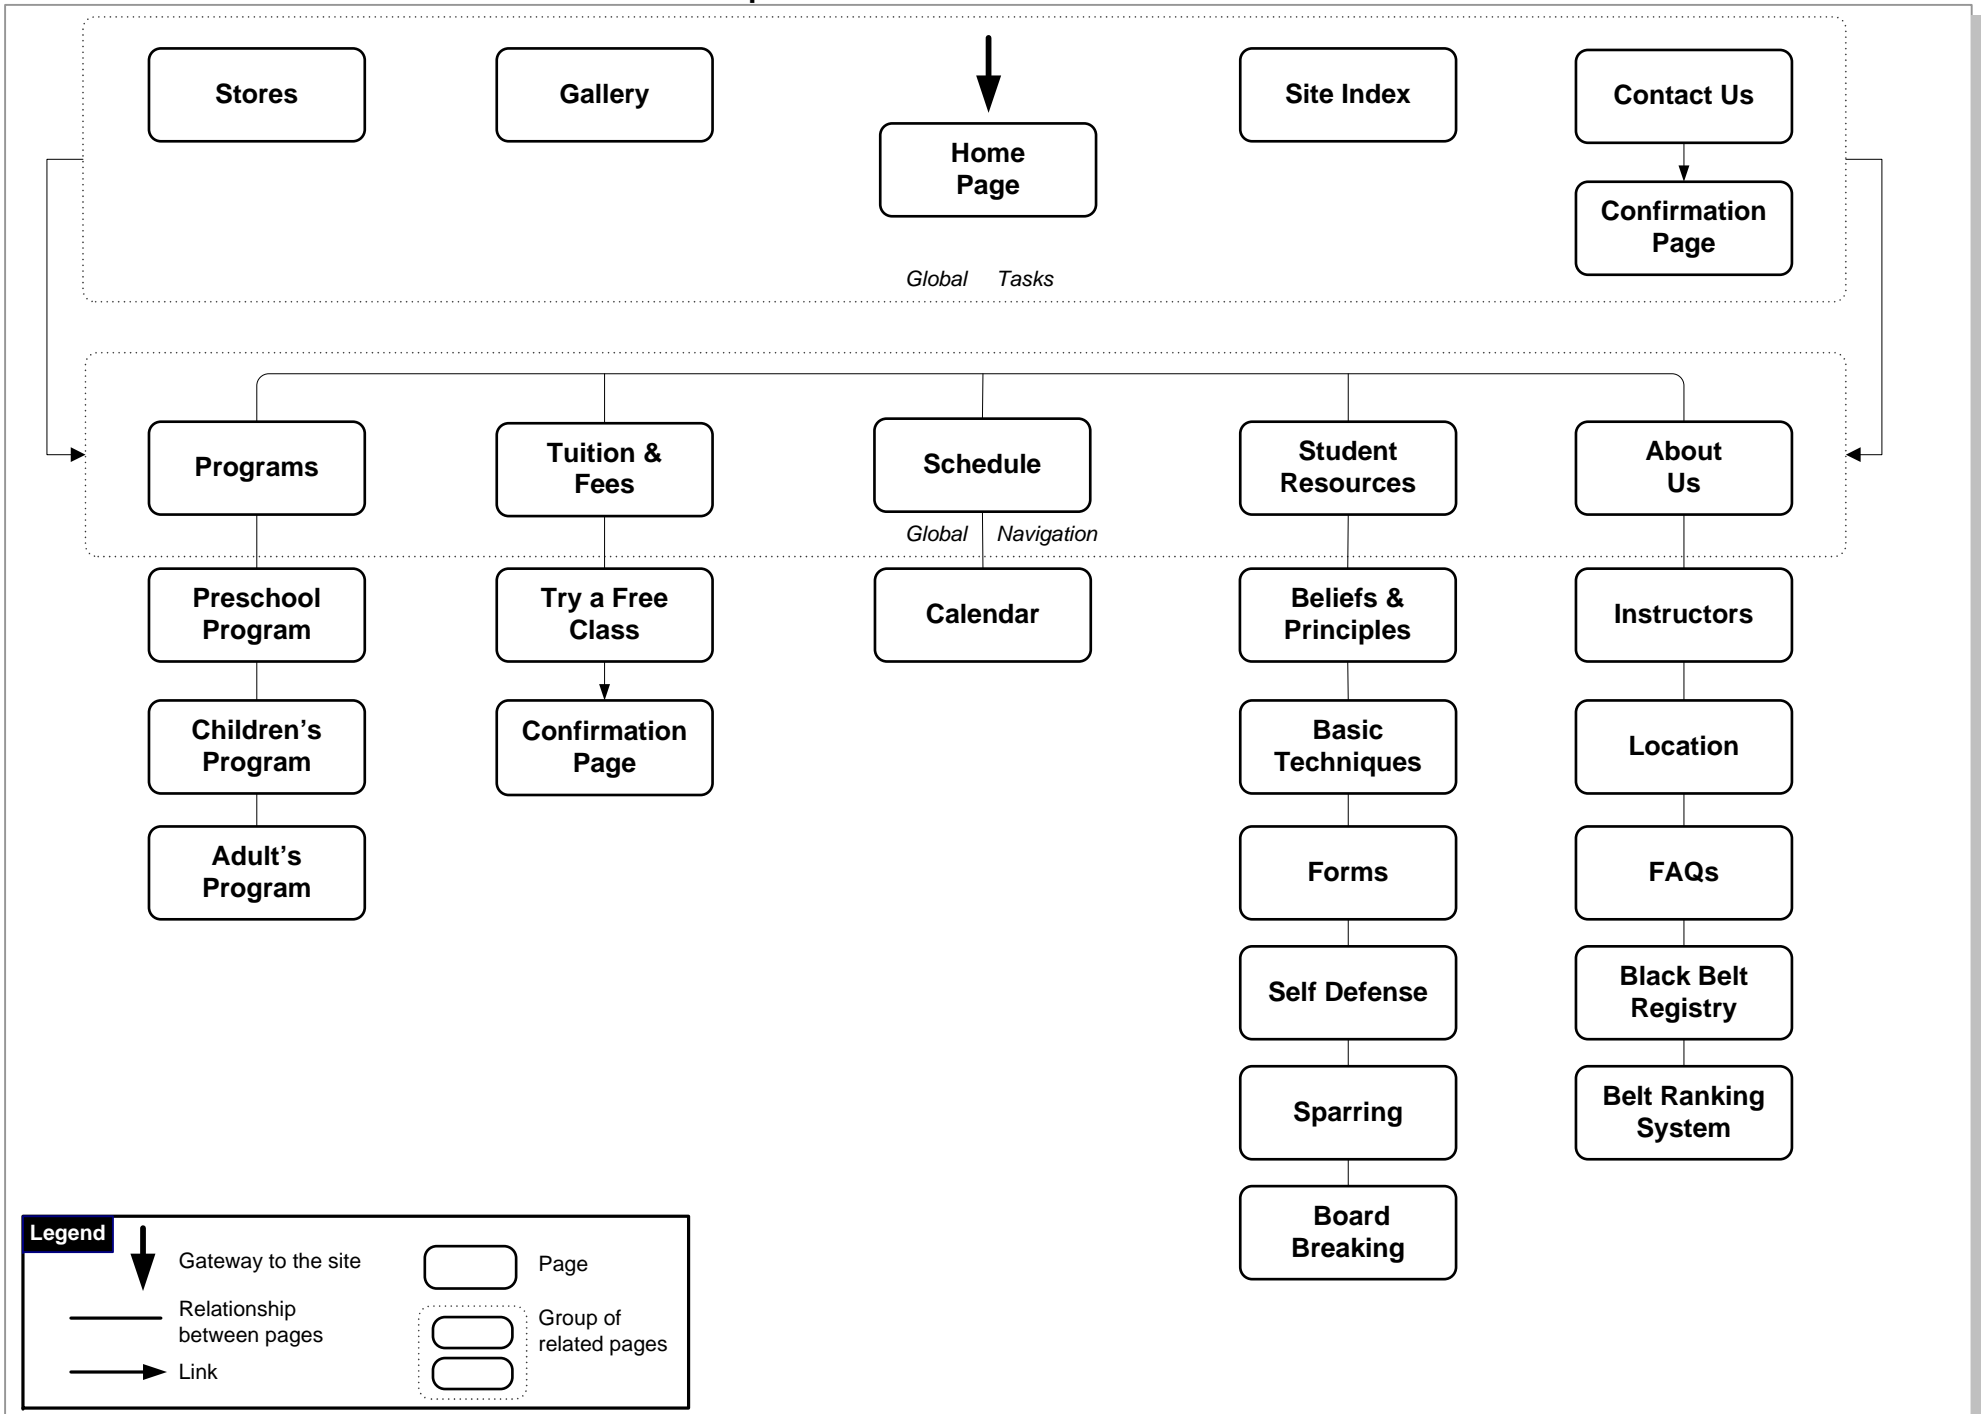 Stores
Gallery
Home
Page
Site Index
Contact Us
Confirmation
Page
Global Tasks
Programs
Tuition &
Fees
Schedule
Student
Resources
About
Us
Global Navigation
Preschool
Program
Try a Free
Class
Calendar
Beliefs &
Principles
Instructors
Children’s
Program
Confirmation
Page
Basic
Techniques
Location
Adult’s
Program
Forms
FAQs
Self Defense
Black Belt
Registry
Sparring
Belt Ranking
System
Board
Breaking
Legend
Gateway to the site
Page
Relationship
between pages
Group of
related pages
Link